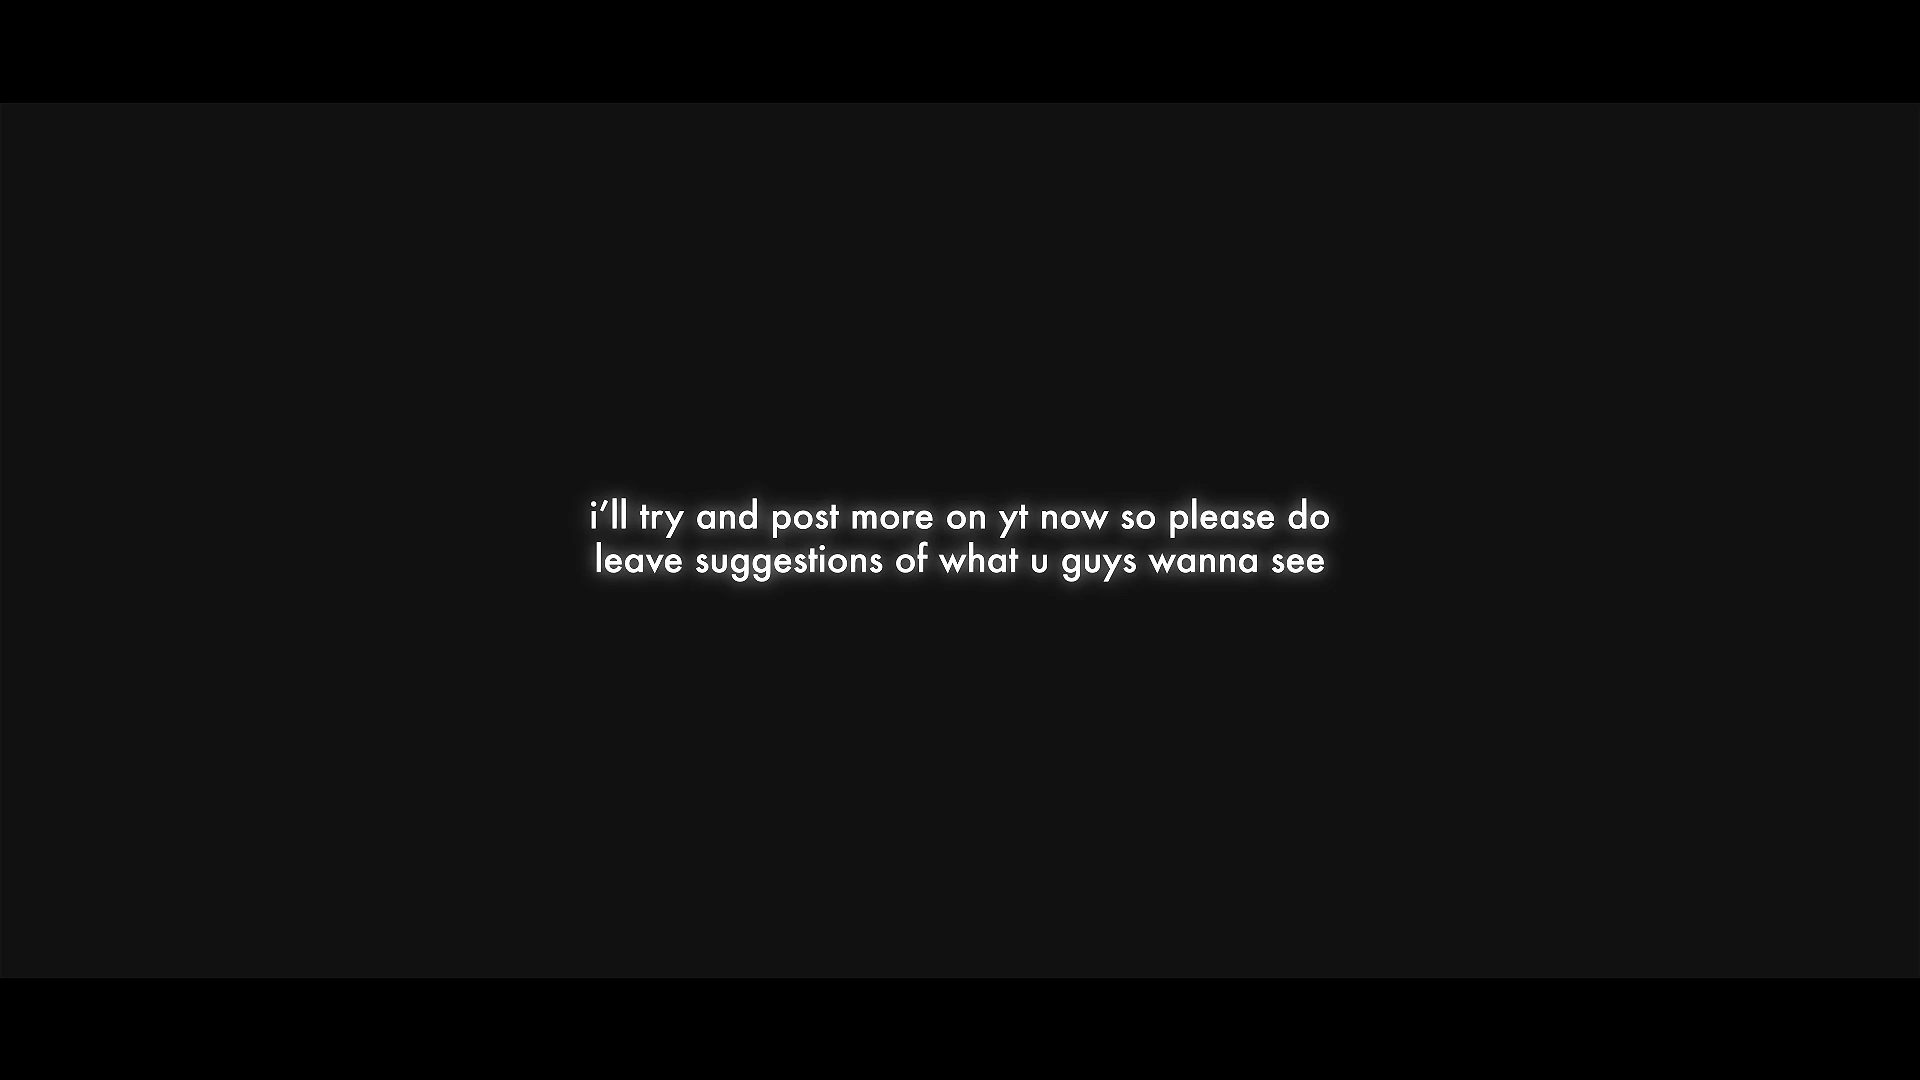 i’ll try and post more on yt now so please do
leave suggestions of what u guys wanna see